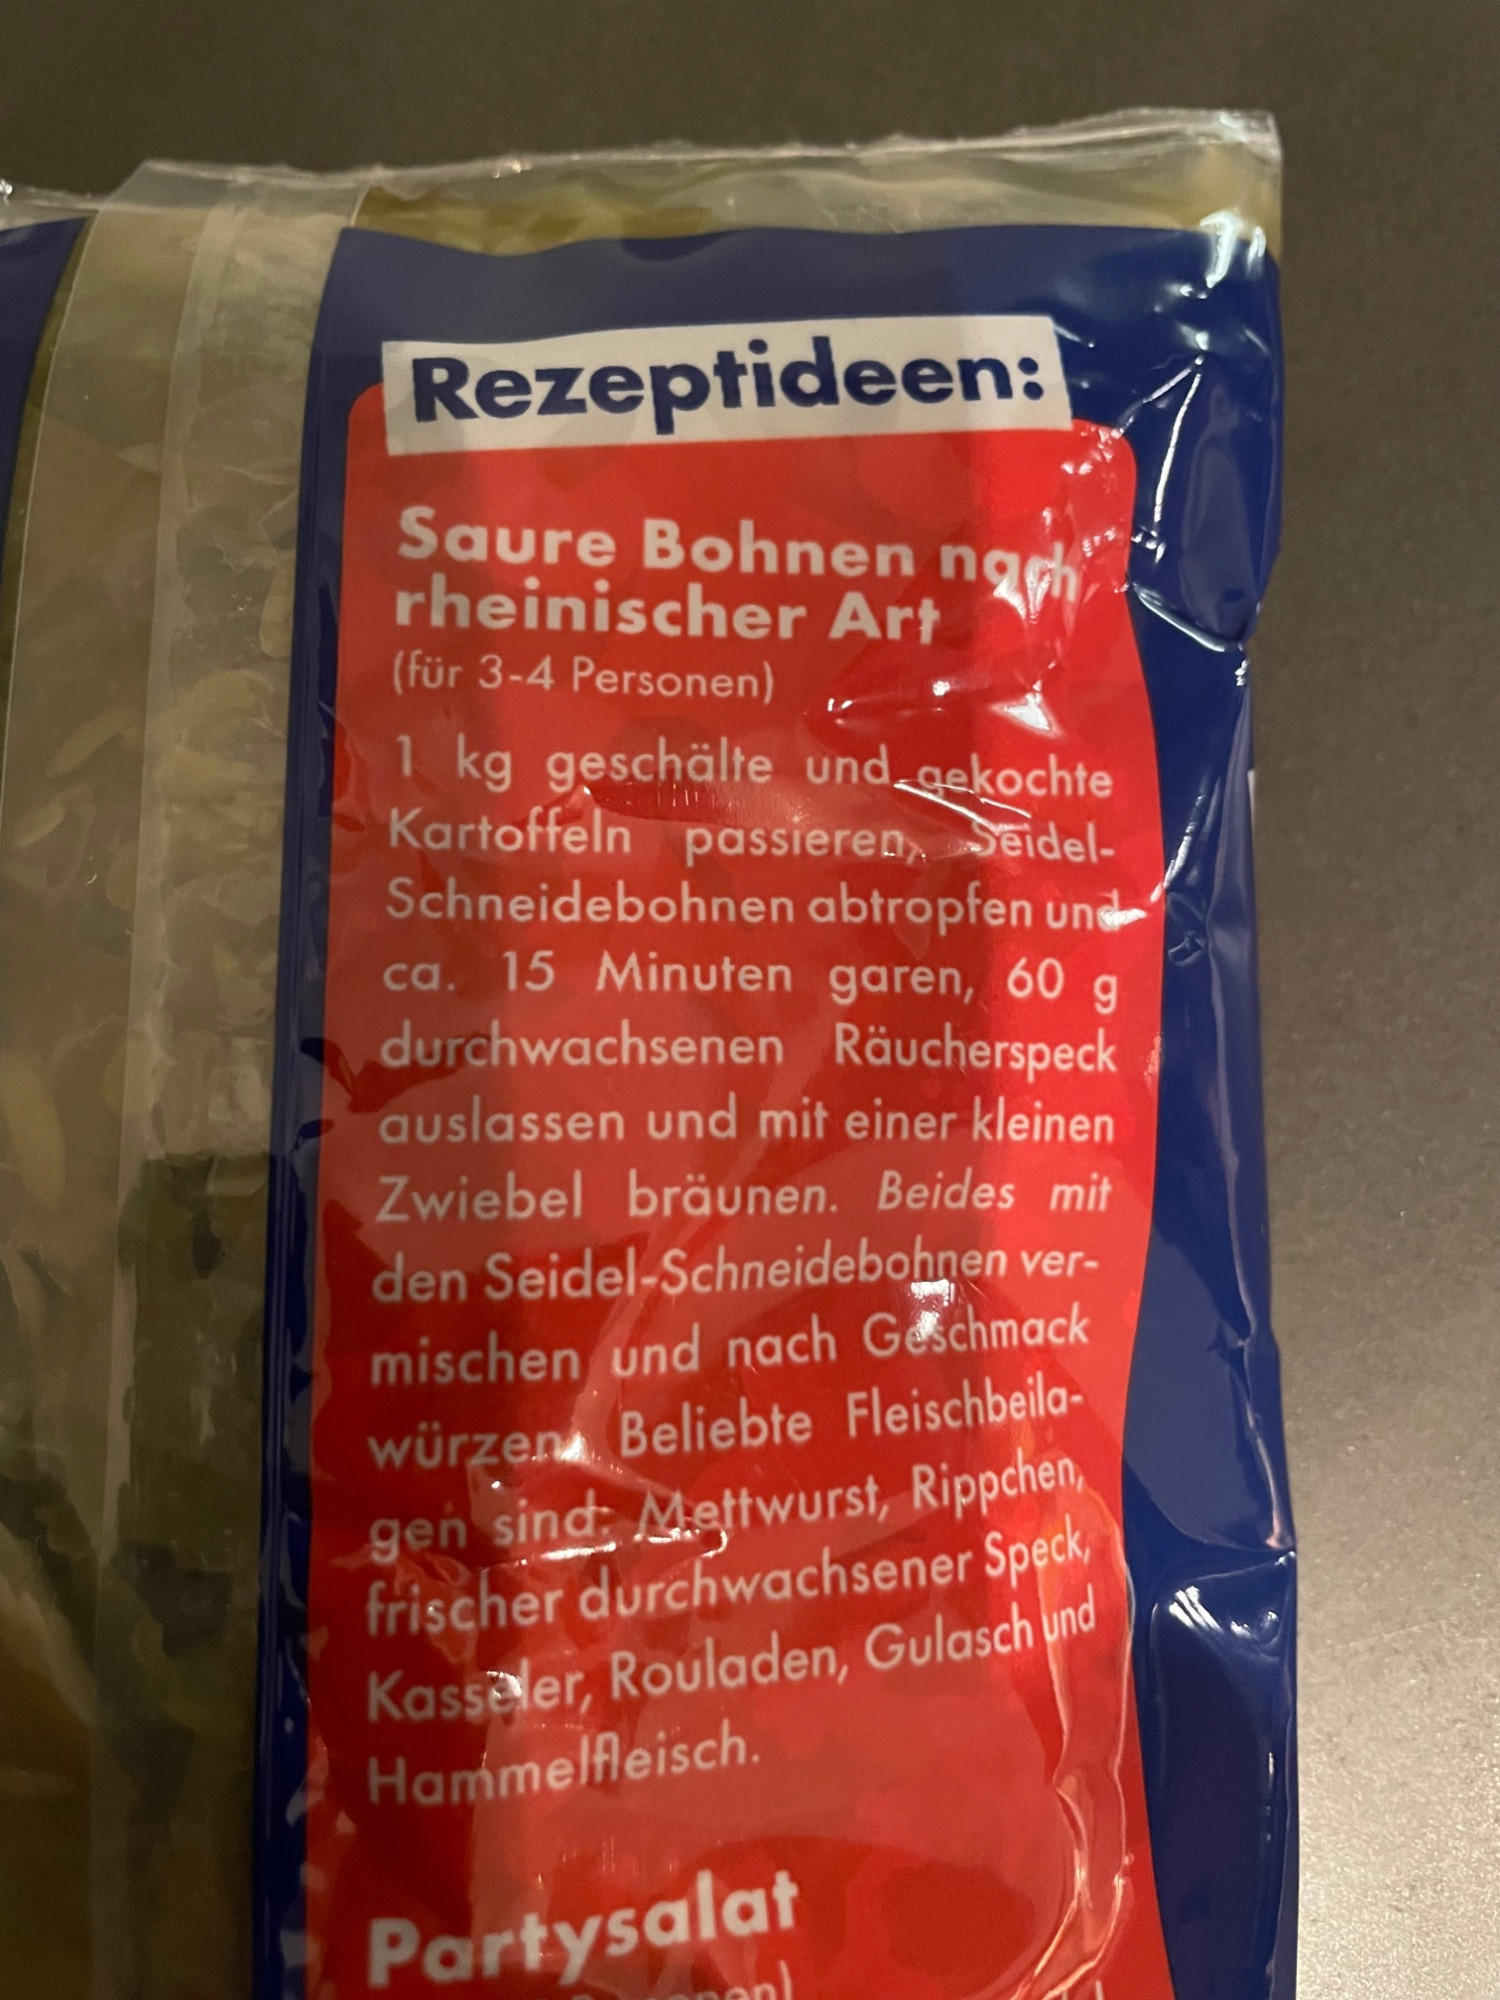 Rezeptideen:
Saure Bohnen nach
rheinischer Art
(für 3-4 Personen)
1 kg geschälte und gekochte
Kartoffeln passieren, Seidel-
Schneidebohnen abtropfen und
ca. 15 Minuten garen, 60 g
durchwachsenen Räucherspeck
auslassen und mit einer kleinen
Zwiebel bräunen. Beides mit
den Seidel-Schneidebohnen ver-
mischen und nach Geschmack
würzen. Beliebte Fleischbeila-
gen sind: Mettwurst, Rippchen,
frischer durchwachsener Speck,
Kasseler, Rouladen, Gulasch und
Hammelfleisch.
Partysalat